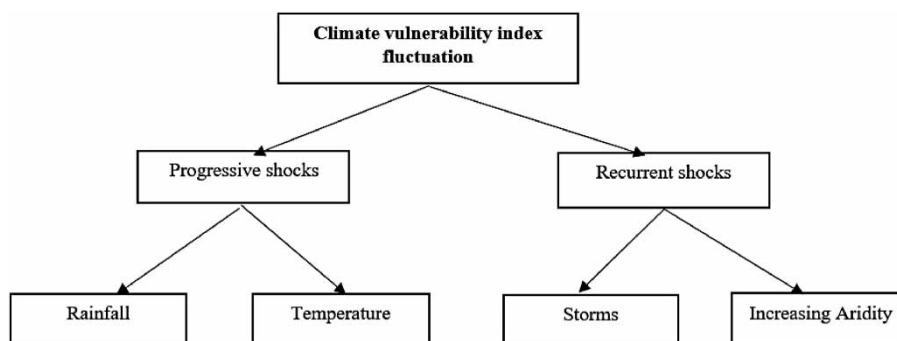 Climate vulnerability index
fluctuation
Progressive shocks
Recurrent shocks
Rainfall
Temperature
Storms
Increasing Aridity